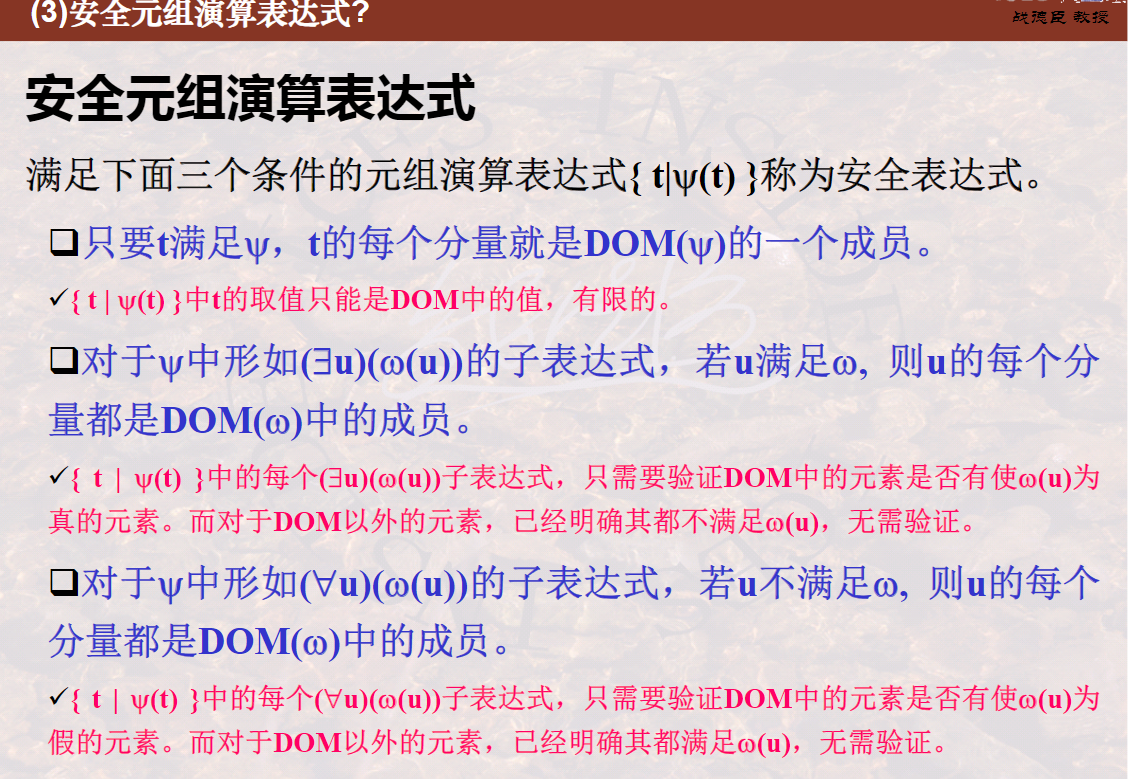 (3)安全元组演算表达式?
战德臣 教授
安全元组演算表达式
满足下面三个条件的元组演算表达式{ t|ψ(t) }称为安全表达式。
❑只要t满足ψ，t的每个分量就是DOM(ψ)的一个成员。
✓{ t | ψ(t) }中t的取值只能是DOM中的值，有限的。
❑对于ψ中形如(∃u)(ω(u))的子表达式，若u满足ω, 则u的每个分
量都是DOM(ω)中的成员。
✓{ t | ψ(t) }中的每个(∃u)(ω(u))子表达式，只需要验证DOM中的元素是否有使ω(u)为
真的元素。而对于DOM以外的元素，已经明确其都不满足ω(u)，无需验证。
❑对于ψ中形如(∀u)(ω(u))的子表达式，若u不满足ω, 则u的每个
分量都是DOM(ω)中的成员。
✓{ t | ψ(t) }中的每个(∀u)(ω(u))子表达式，只需要验证DOM中的元素是否有使ω(u)为
假的元素。而对于DOM以外的元素，已经明确其都满足ω(u)，无需验证。